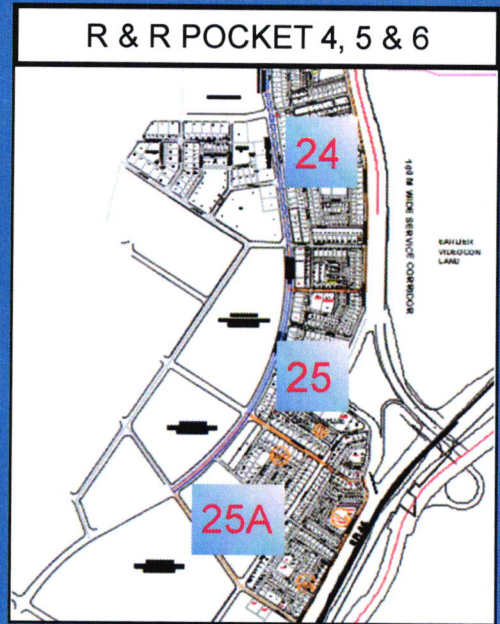 R & R POCKET 4, 5 & 6
24
100 M WIDE SERVICE CORRIDOR
EARLIER
VIDEOCON
LAND
25
25A